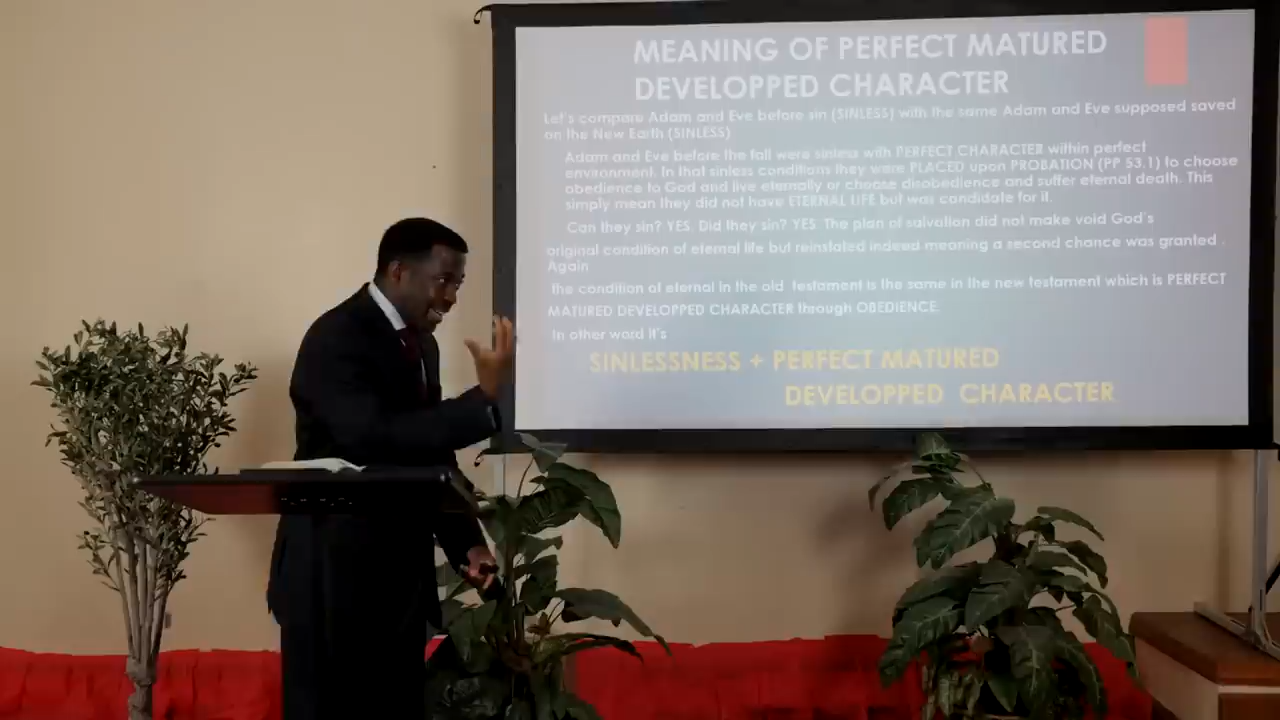 MEANING OF PERFECT MATURED
DEVELOPPED CHARACTER
Let's compare Adam and Eve before sin (SINLESS) with the same Adam and Eve supposed saved
on the New Earth (SINLESS)
Adam and Eve before the fall were sinless with PERFECT CHARACTER within perfect
environment. In that sinless conditions they were PLACED upon PROBATION (PP 53.1) to choose
obedience to God and live eternally or choose disobedience and suffer eternal death. This
simply mean they did not have ETERNAL LIFE but was candidate for it.
Can they sin? YES. Did they sin? YES. The plan of salvation did not make void God's
original condition of eternal life but reinstated indeed meaning a second chance was granted .
Again
the condition of eternal in the old testament is the same in the new testament which is PERFECT
MATURED DEVELOPPED CHARACTER through OBEDIENCE.
In other word it's
SINLESSNESS + PERFECT MATURED
DEVELOPPED CHARACTER